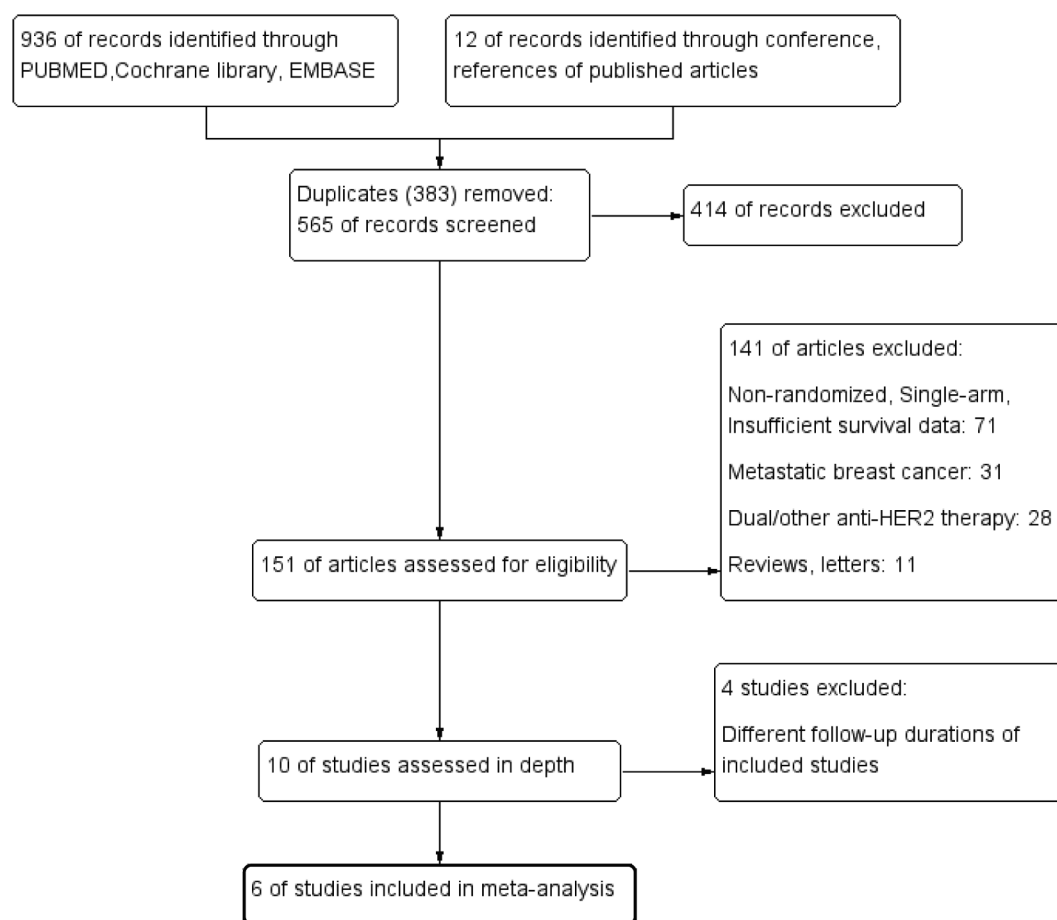 936 of records identified through
PUBMED,Cochrane library, EMBASE
12 of records identified through conference,
references of published articles
Duplicates (383) removed:
565 of records screened
414 of records excluded
141 of articles excluded:
Non-randomized, Single-arm,
Insufficient survival data: 71
Metastatic breast cancer: 31
Dual/other anti-HER2 therapy: 28
Reviews, letters: 11
151 of articles assessed for eligibility
4 studies excluded:
Different follow-up durations of
included studies
10 of studies assessed in depth
6 of studies included in meta-analysis